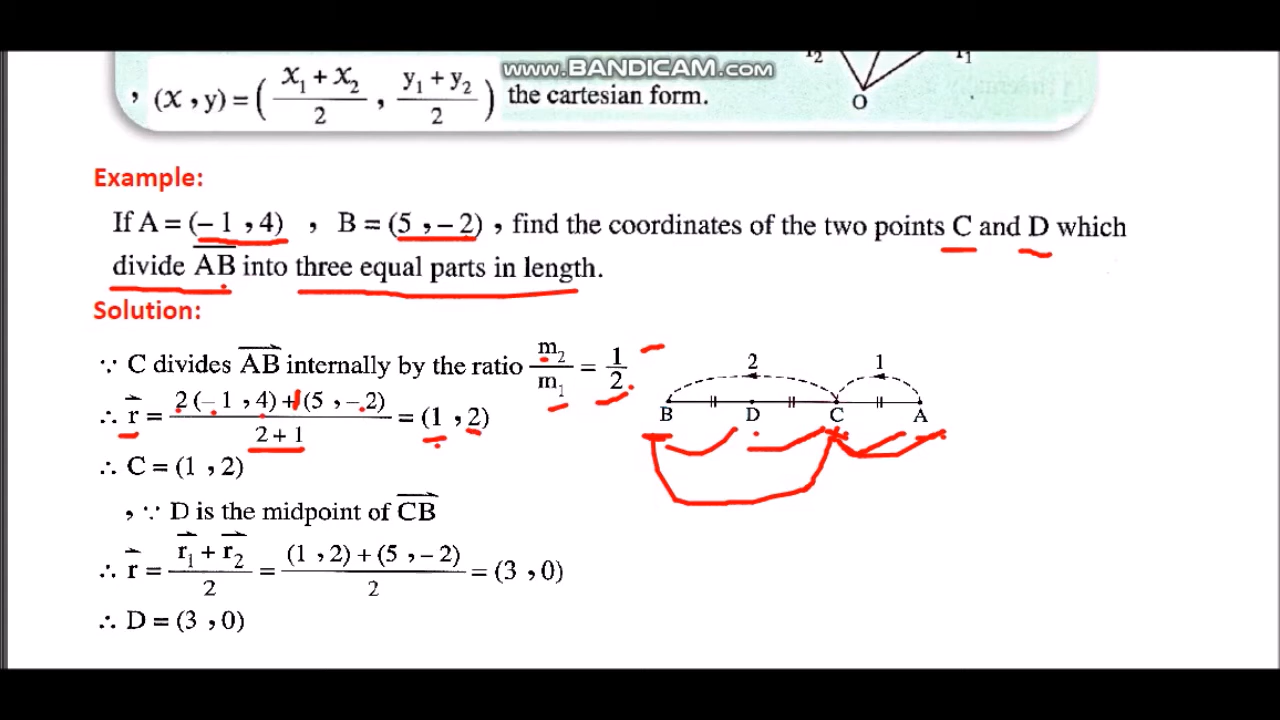 www.BANDICAM.com
, (x , y) = ( x₁ + x₂ / 2 , y₁ + y₂ / 2 ) the cartesian form.
r₂ r₁
O
Example:
If A = (– 1 , 4) , B = (5 , – 2) , find the coordinates of the two points C and D which
divide AB into three equal parts in length.
Solution:
∵ C divides AB internally by the ratio m₂ / m₁ = 1 / 2
∴ r = 2 (– 1 , 4) + (5 , – 2) / 2 + 1 = (1 , 2)
∴ C = (1 , 2)
, ∵ D is the midpoint of CB
∴ r = r₁ + r₂ / 2 = (1 , 2) + (5 , – 2) / 2 = (3 , 0)
∴ D = (3 , 0)
2 1
B D C A